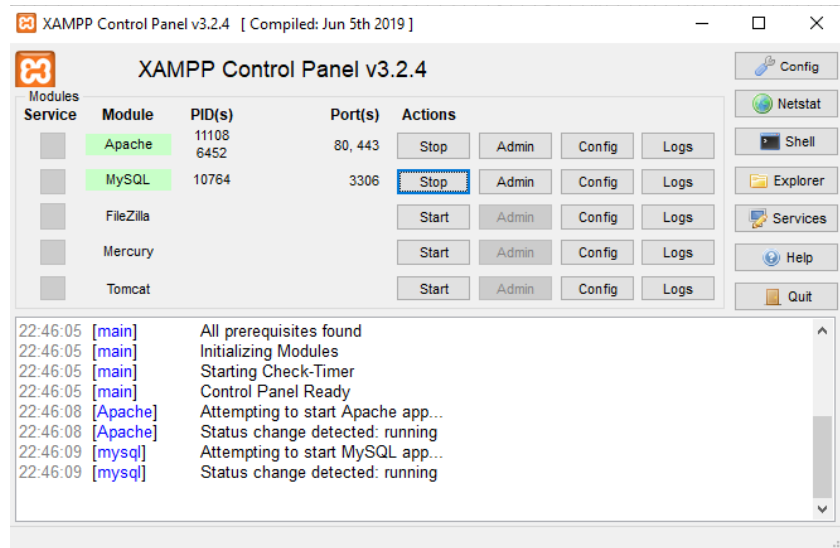 XAMPP Control Panel v3.2.4 [ Compiled: Jun 5th 2019 ]
XAMPP Control Panel v3.2.4
Config
Modules
Service Module PID(s) Port(s) Actions
Netstat
Apache 11108 6452 80, 443 Stop Admin Config Logs
Shell
MySQL 10764 3306 Stop Admin Config Logs
Explorer
FileZilla Start Admin Config Logs
Services
Mercury Start Admin Config Logs
Help
Tomcat Start Admin Config Logs
Quit
22:46:05 [main] All prerequisites found
22:46:05 [main] Initializing Modules
22:46:05 [main] Starting Check-Timer
22:46:05 [main] Control Panel Ready
22:46:08 [Apache] Attempting to start Apache app...
22:46:08 [Apache] Status change detected: running
22:46:09 [mysql] Attempting to start MySQL app...
22:46:09 [mysql] Status change detected: running